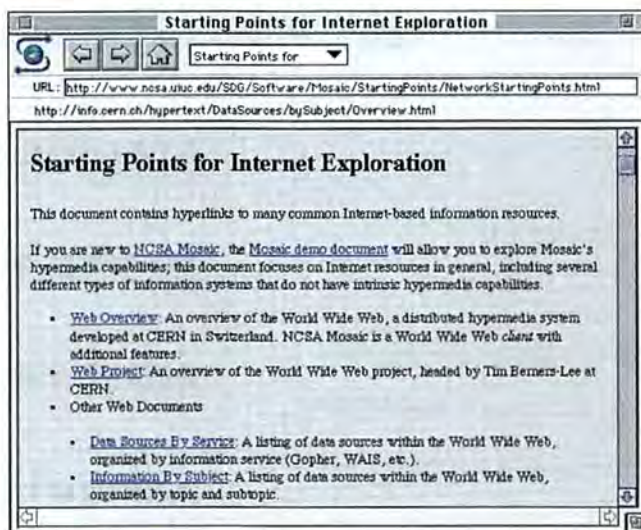 Starting Points for Internet Exploration
Starting Points for
URL: http://www.ncsa.uiuc.edu/SDG/Software/Mosaic/StartingPoints/NetworkStartingPoints.html
http://info.cern.ch/hypertext/DataSources/bySubject/Overview.html
Starting Points for Internet Exploration
This document contains hyperlinks to many common Internet-based information resources.
If you are new to NCSA Mosaic, the Mosaic demo document will allow you to explore Mosaic's
hypermedia capabilities; this document focuses on Internet resources in general, including several
different types of information systems that do not have intrinsic hypermedia capabilities.
• Web Overview: An overview of the World Wide Web, a distributed hypermedia system
developed at CERN in Switzerland. NCSA Mosaic is a World Wide Web client with
additional features.
• Web Project: An overview of the World Wide Web project, headed by Tim Berners-Lee at
CERN.
• Other Web Documents
• Data Sources By Service: A listing of data sources within the World Wide Web,
organized by information service (Gopher, WAIS, etc.).
• Information By Subject: A listing of data sources within the World Wide Web,
organized by topic and subtopic.